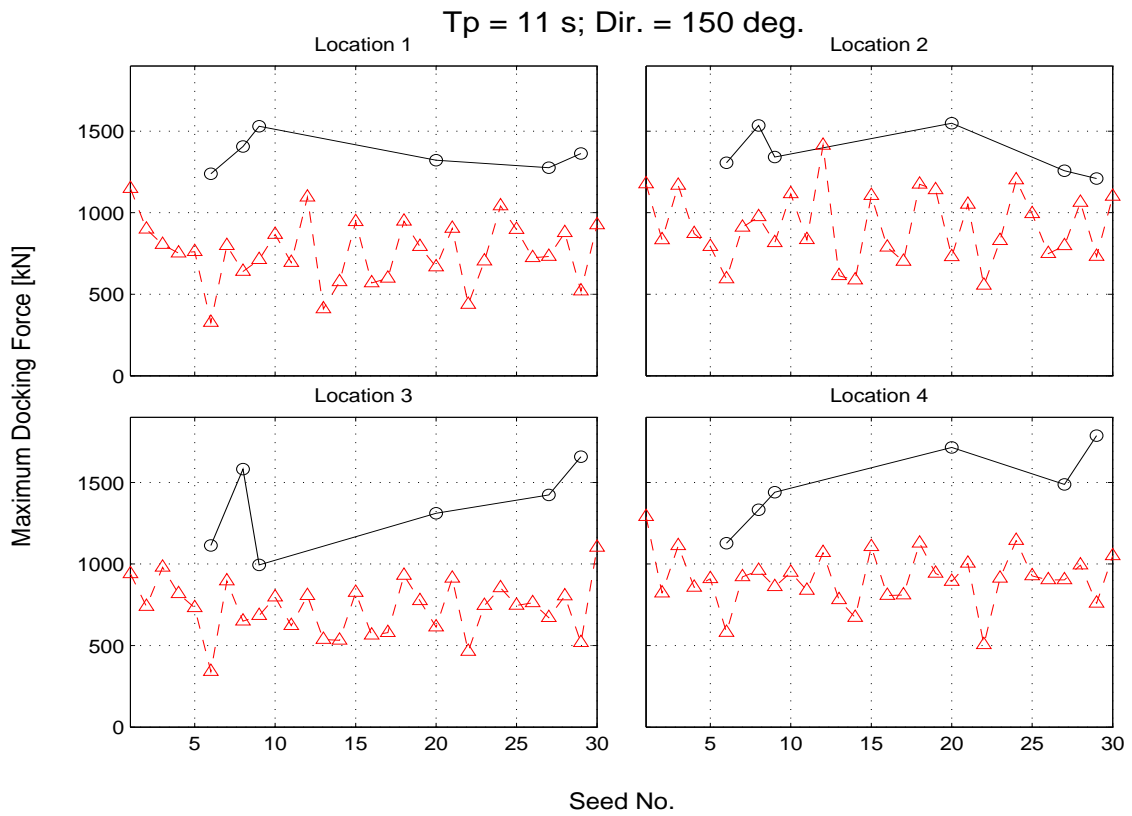 Tp = 11 s; Dir. = 150 deg.
Location 1
Location 2
1500
1000
500
0
Location 3
Location 4
1500
1000
500
0
5 10 15 20 25 30
5 10 15 20 25 30
Maximum Docking Force [kN]
Seed No.